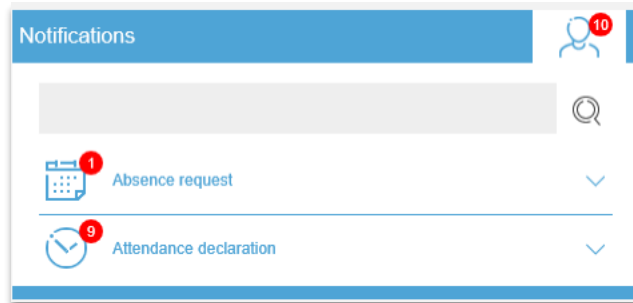 Notifications
10
1
Absence request
9
Attendance declaration